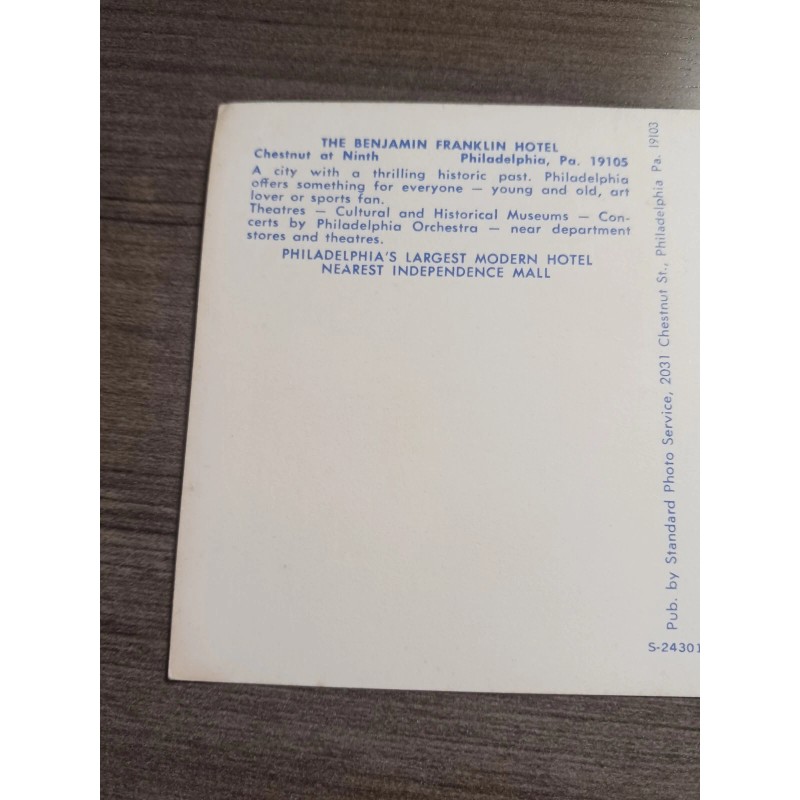 THE BENJAMIN FRANKLIN HOTEL
Chestnut at Ninth Philadelphia, Pa. 19105
A city with a thrilling historic past. Philadelphia
offers something for everyone — young and old, art
lover or sports fan.
Theatres — Cultural and Historical Museums — Con-
certs by Philadelphia Orchestra — near department
stores and theatres.
PHILADELPHIA'S LARGEST MODERN HOTEL
NEAREST INDEPENDENCE MALL
Pub. by Standard Photo Service, 2031 Chestnut St., Philadelphia Pa. 19103
S-24301